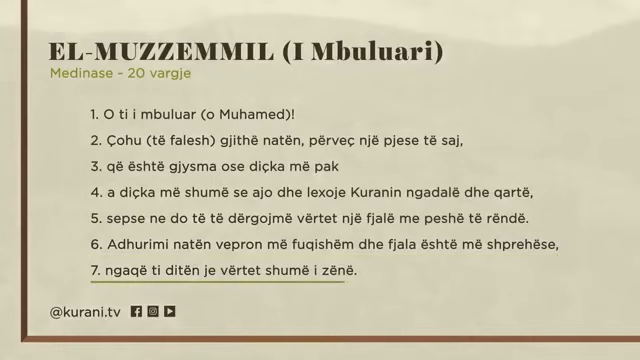 EL-MUZZEMMIL (I Mbuluari)
Medinase - 20 vargje
1. O ti i mbuluar (o Muhamed)!
2. Çohu (të falesh) gjithë natën, përveç një pjese të saj,
3. që është gjysma ose diçka më pak
4. a diçka më shumë se ajo dhe lexoje Kuranin ngadalë dhe qartë,
5. sepse ne do të të dërgojmë vërtet një fjalë me peshë të rëndë.
6. Adhurimi natën vepron më fuqishëm dhe fjala është më shprehëse,
7. ngaqë ti ditën je vërtet shumë i zënë.
@kurani.tv